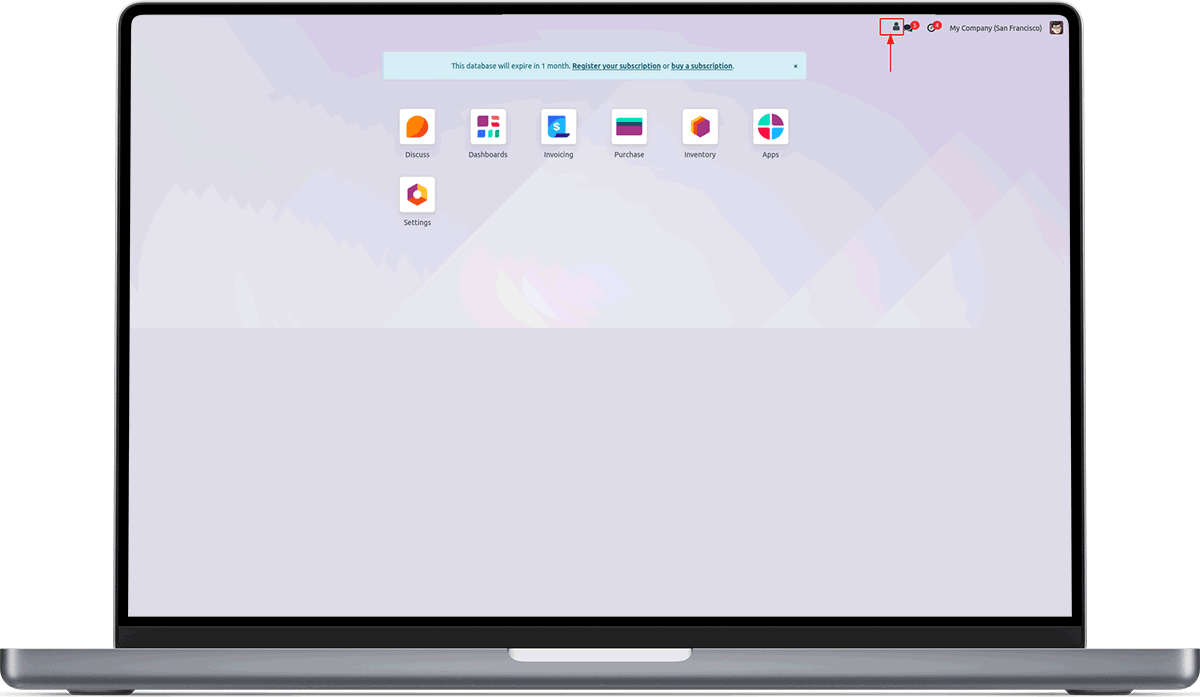 5
4
My Company (San Francisco)
This database will expire in 1 month. Register your subscription or buy a subscription.
×
Discuss
Dashboards
Invoicing
Purchase
Inventory
Apps
Settings